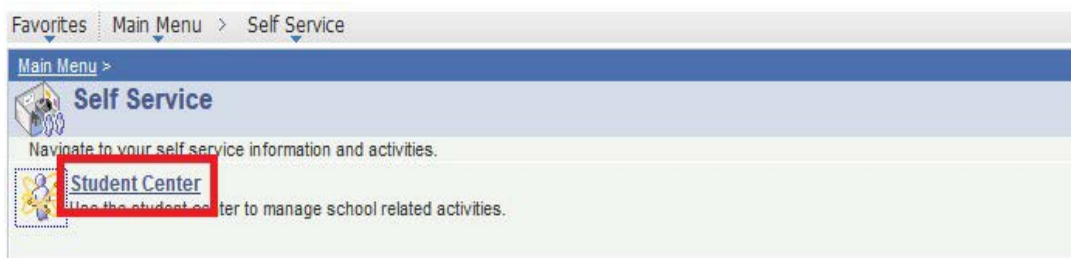 Favorites Main Menu > Self Service
Main Menu >
Self Service
Navigate to your self service information and activities.
Student Center
Use the student center to manage school related activities.